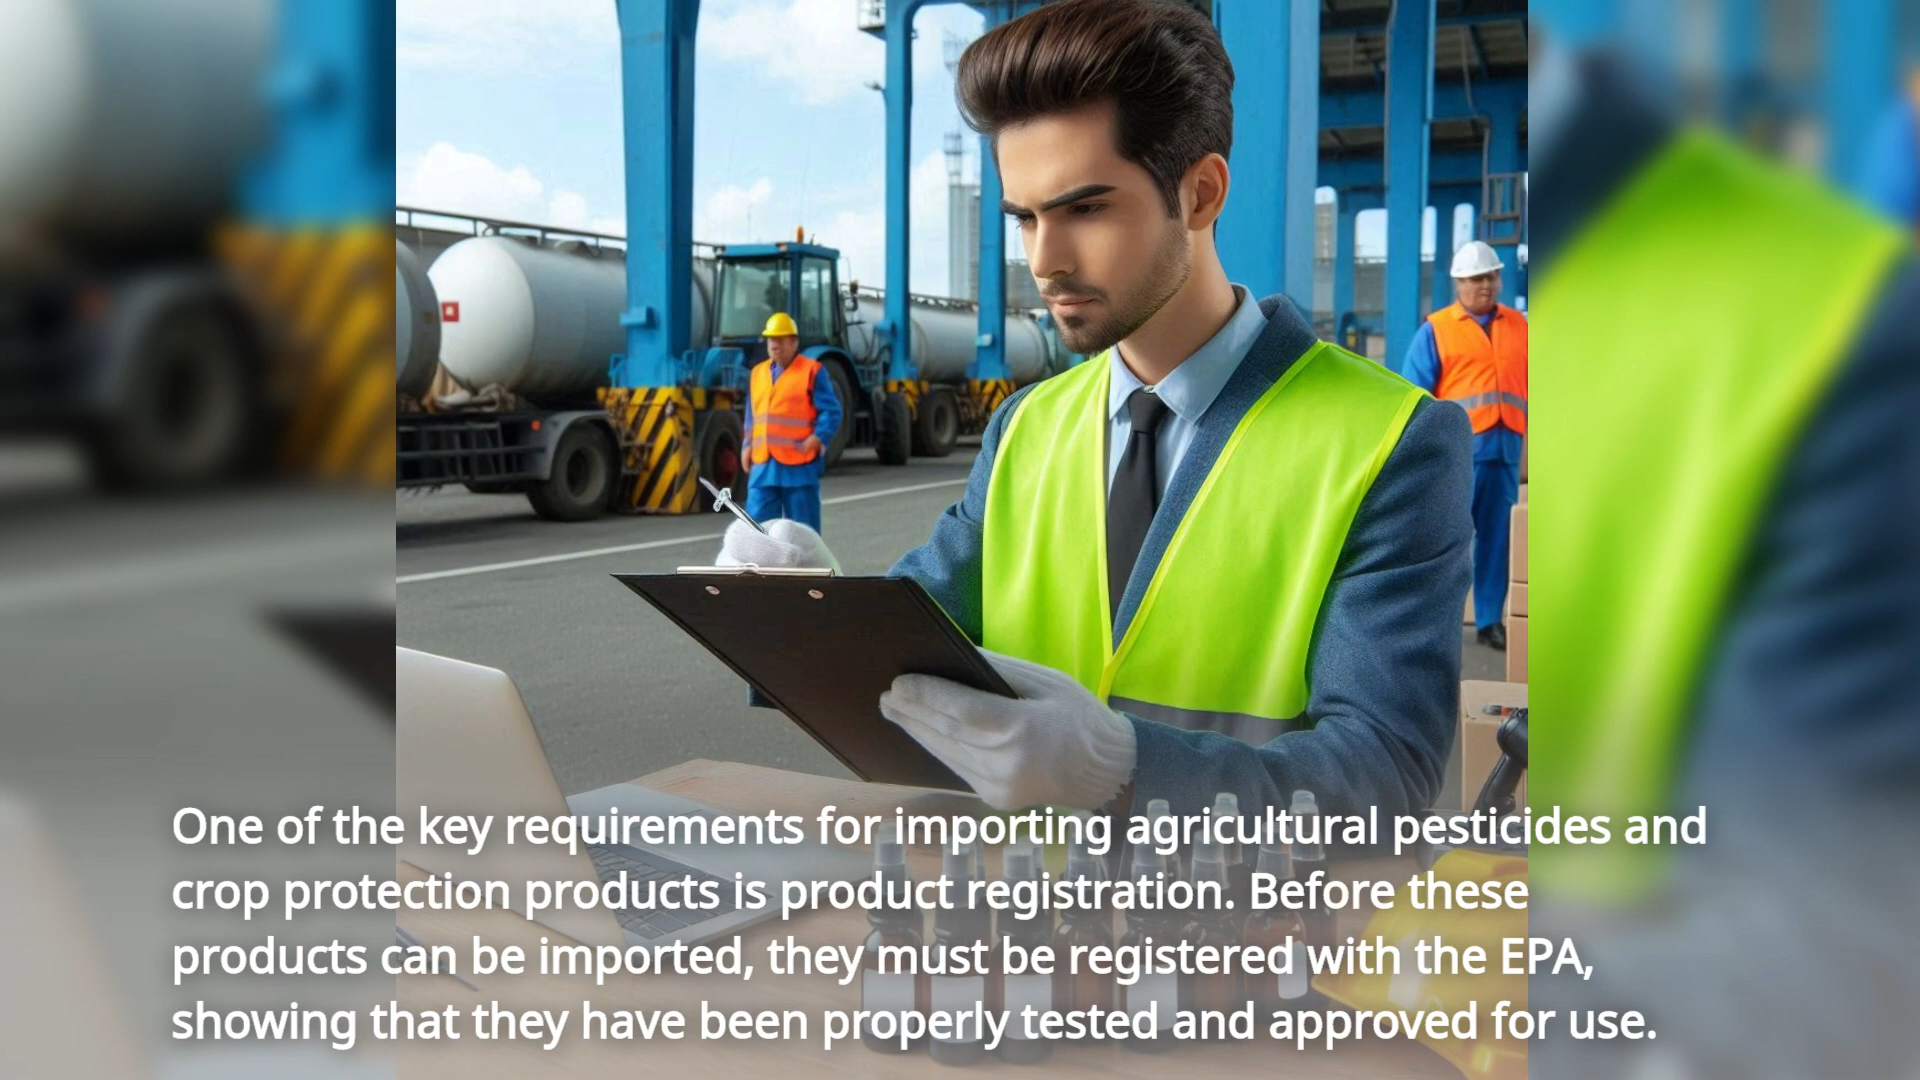 One of the key requirements for importing agricultural pesticides and
crop protection products is product registration. Before these
products can be imported, they must be registered with the EPA,
showing that they have been properly tested and approved for use.